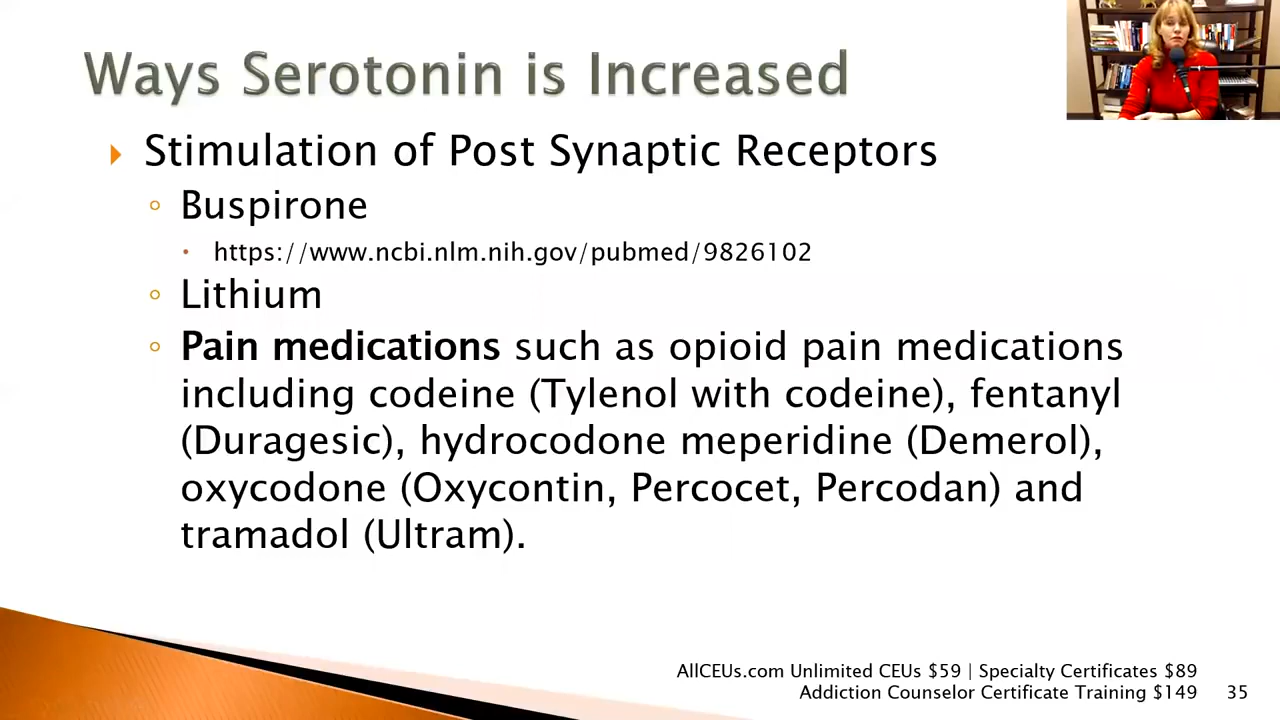 Ways Serotonin is Increased
Stimulation of Post Synaptic Receptors
Buspirone
https://www.ncbi.nlm.nih.gov/pubmed/9826102
Lithium
Pain medications such as opioid pain medications
including codeine (Tylenol with codeine), fentanyl
(Duragesic), hydrocodone meperidine (Demerol),
oxycodone (Oxycontin, Percocet, Percodan) and
tramadol (Ultram).
AllCEUs.com Unlimited CEUs $59 | Specialty Certificates $89
Addiction Counselor Certificate Training $149
35